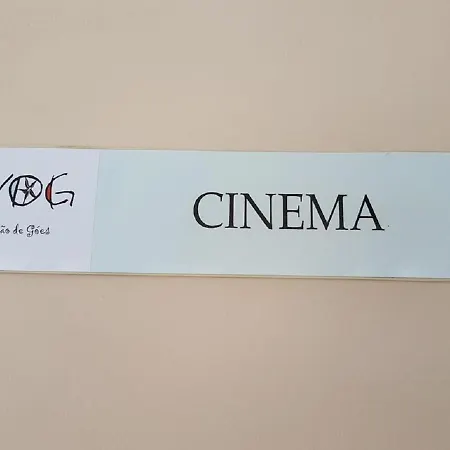 VOG
ão de Góes
CINEMA